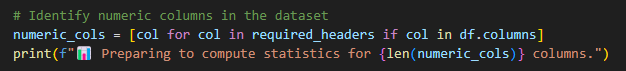 # Identify numeric columns in the dataset
numeric_cols = [col for col in required_headers if col in df.columns]
print(f"📊 Preparing to compute statistics for {len(numeric_cols)} columns.")